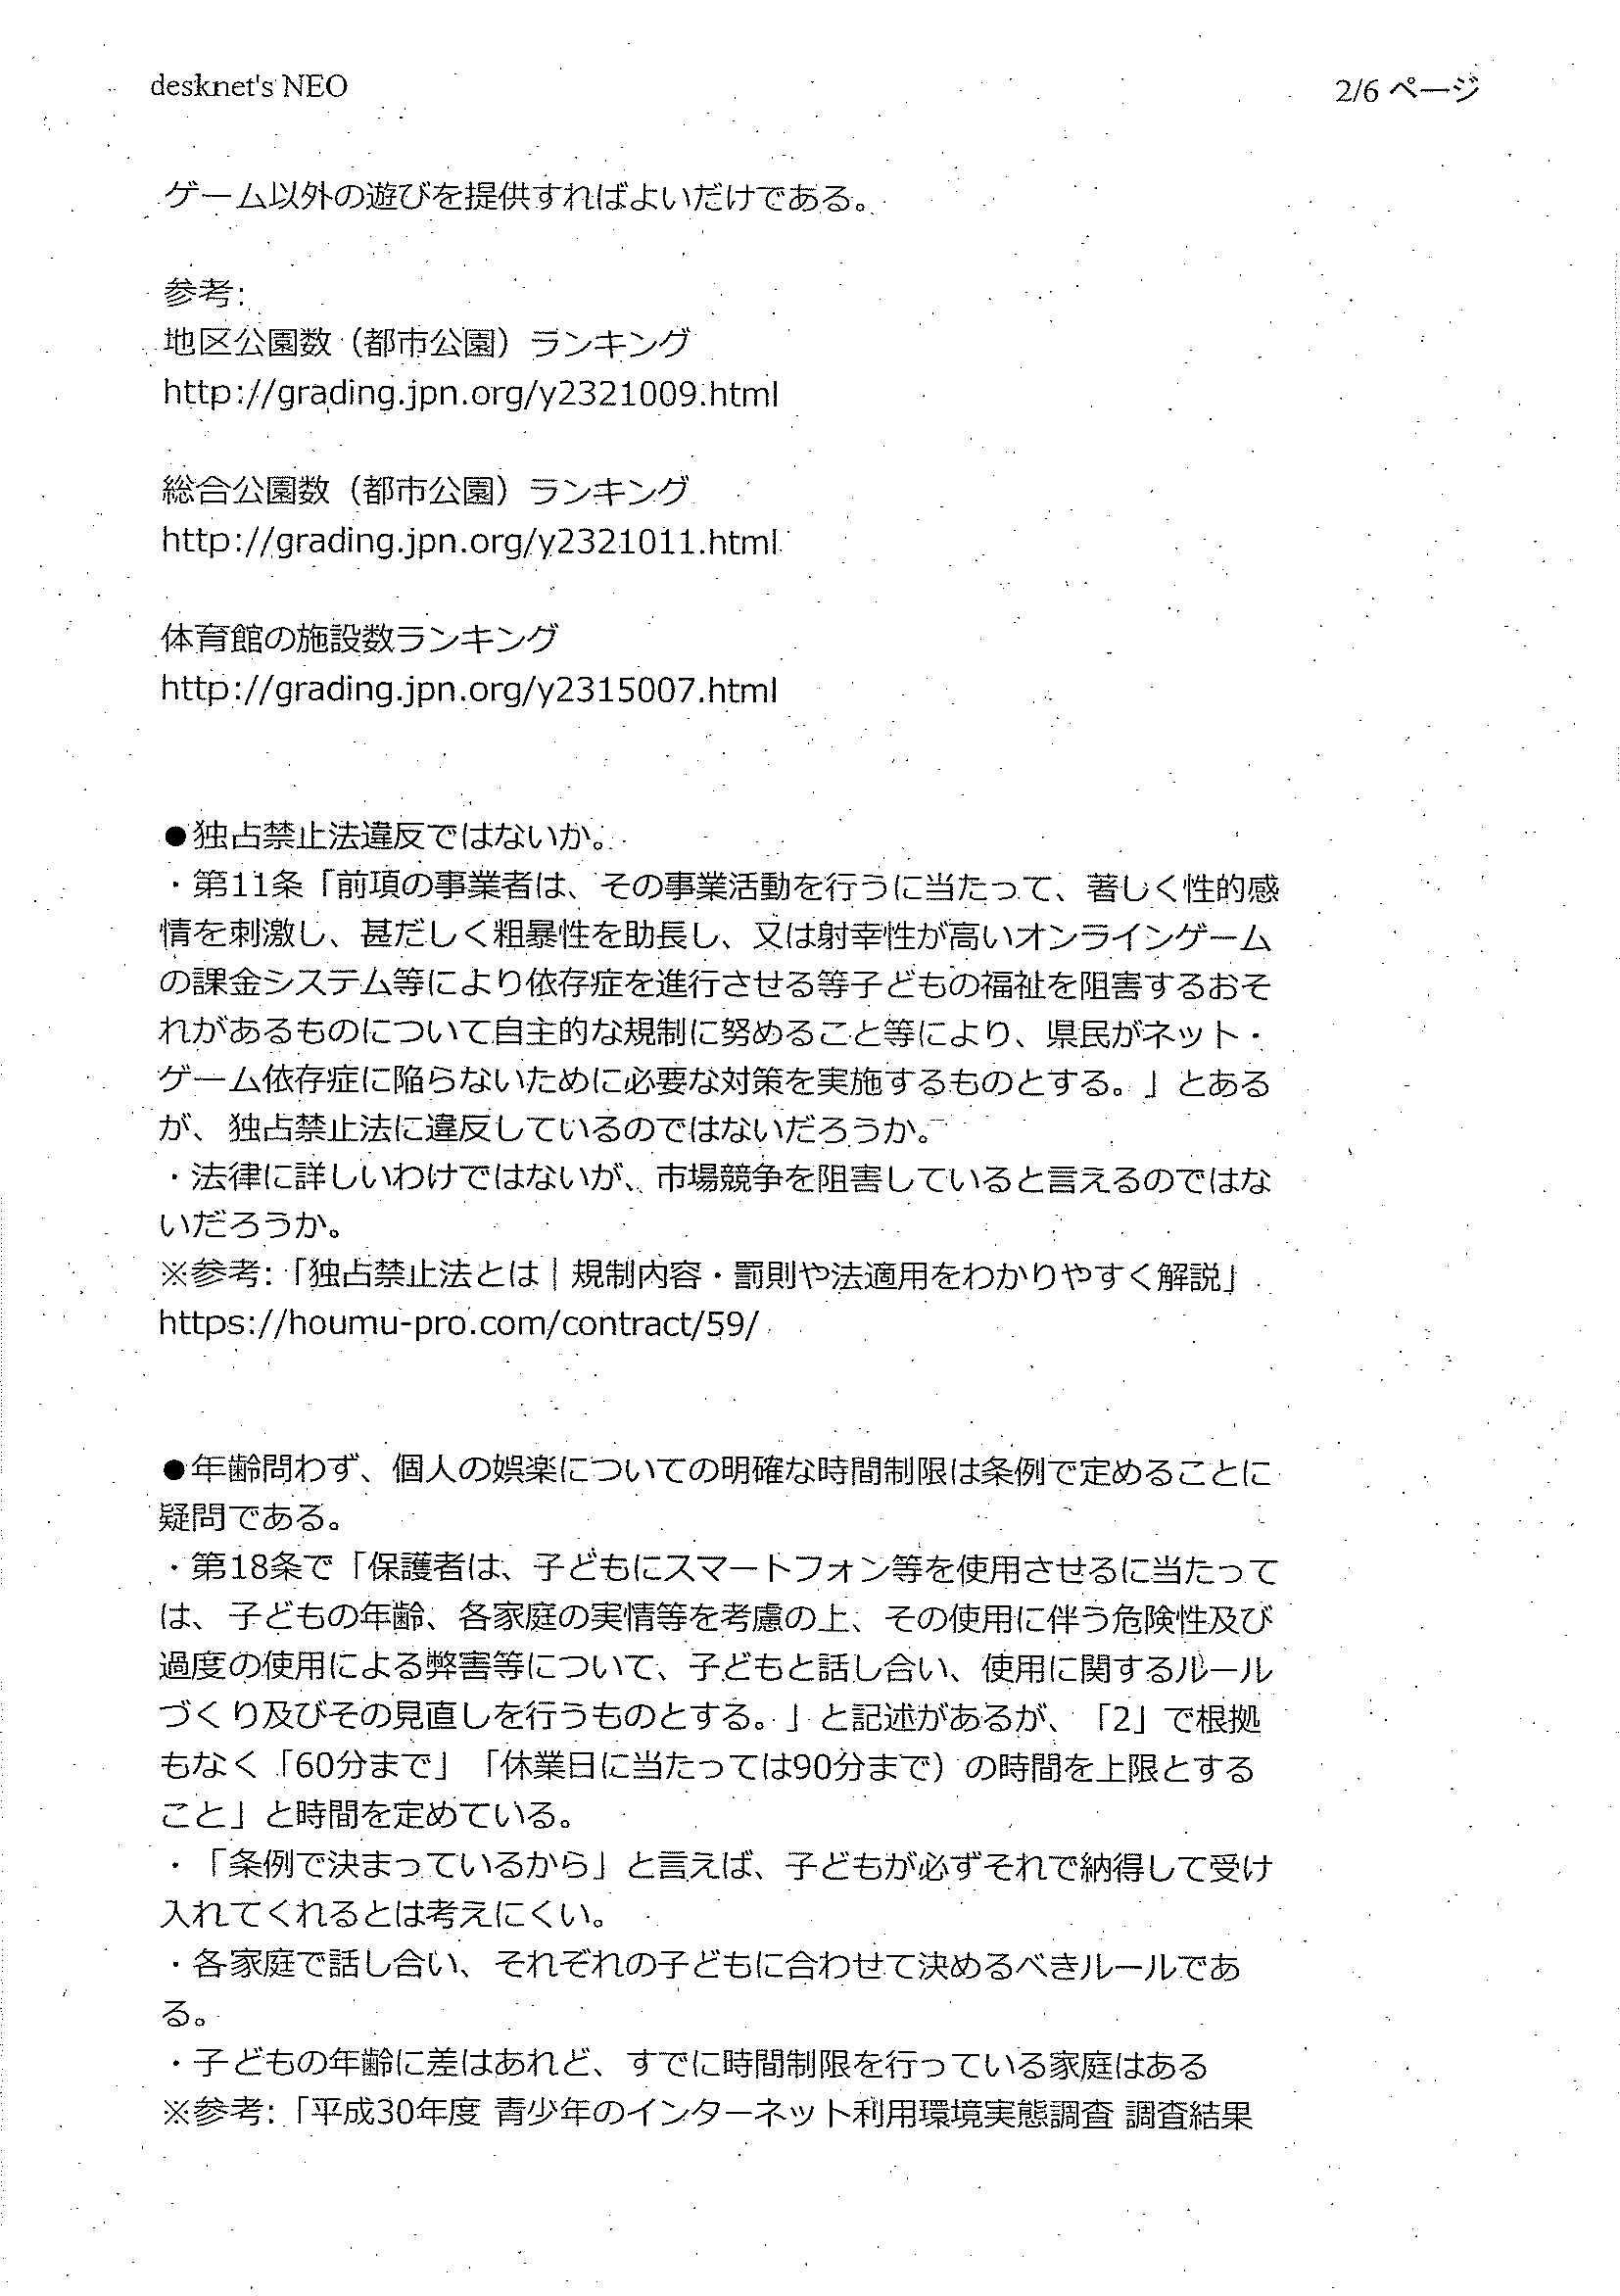 desknet's NEO
2/6 ページ
ゲーム以外の遊びを提供すればよいだけである。
参考:
地区公園数（都市公園）ランキング
http://grading.jpn.org/y2321009.html
総合公園数（都市公園）ランキング
http://grading.jpn.org/y2321011.html
体育館の施設数ランキング
http://grading.jpn.org/y2315007.html
●独占禁止法違反ではないか。
・第11条「前項の事業者は、その事業活動を行うに当たって、著しく性的感
情を刺激し、甚だしく粗暴性を助長し、又は射幸性が高いオンラインゲーム
の課金システム等により依存症を進行させる等子どもの福祉を阻害するおそ
れがあるものについて自主的な規制に努めること等により、県民がネット・
ゲーム依存症に陥らないために必要な対策を実施するものとする。」とある
が、独占禁止法に違反しているのではないだろうか。
・法律に詳しいわけではないが、市場競争を阻害していると言えるのではな
いだろうか。
※参考:「独占禁止法とは｜規制内容・罰則や法適用をわかりやすく解説」
https://houmu-pro.com/contract/59/
●年齢問わず、個人の娯楽についての明確な時間制限は条例で定めることに
疑問である。
・第18条で「保護者は、子どもにスマートフォン等を使用させるに当たって
は、子どもの年齢、各家庭の実情等を考慮の上、その使用に伴う危険性及び
過度の使用による弊害等について、子どもと話し合い、使用に関するルール
づくり及びその見直しを行うものとする。」と記述があるが、「2」で根拠
もなく「60分まで」「休業日に当たっては90分まで）の時間を上限とする
こと」と時間を定めている。
・「条例で決まっているから」と言えば、子どもが必ずそれで納得して受け
入れてくれるとは考えにくい。
・各家庭で話し合い、それぞれの子どもに合わせて決めるべきルールであ
る。
・子どもの年齢に差はあれど、すでに時間制限を行っている家庭はある
※参考:「平成30年度 青少年のインターネット利用環境実態調査 調査結果